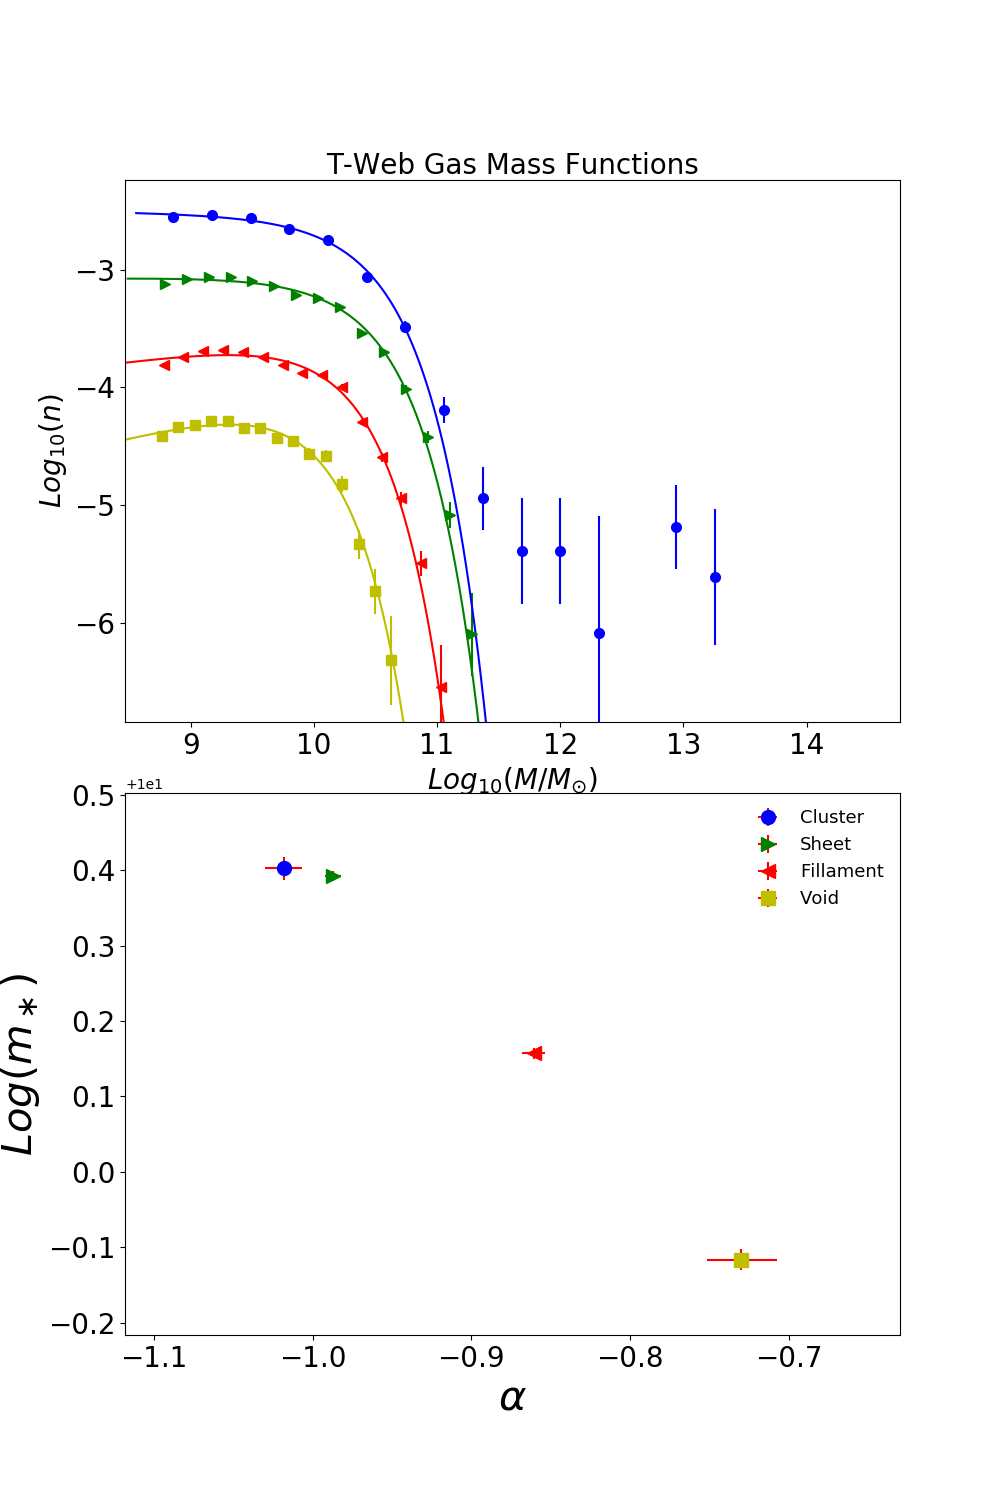 T-Web Gas Mass Functions
−3
−4
−5
−6
Log₁₀(n)
9 10 11 12 13 14
Log₁₀(M/M☉)
+1e1
0.5
0.4
0.3
0.2
0.1
0.0
−0.1
−0.2
Log(m∗)
Cluster
Sheet
Fillament
Void
−1.1 −1.0 −0.9 −0.8 −0.7
α